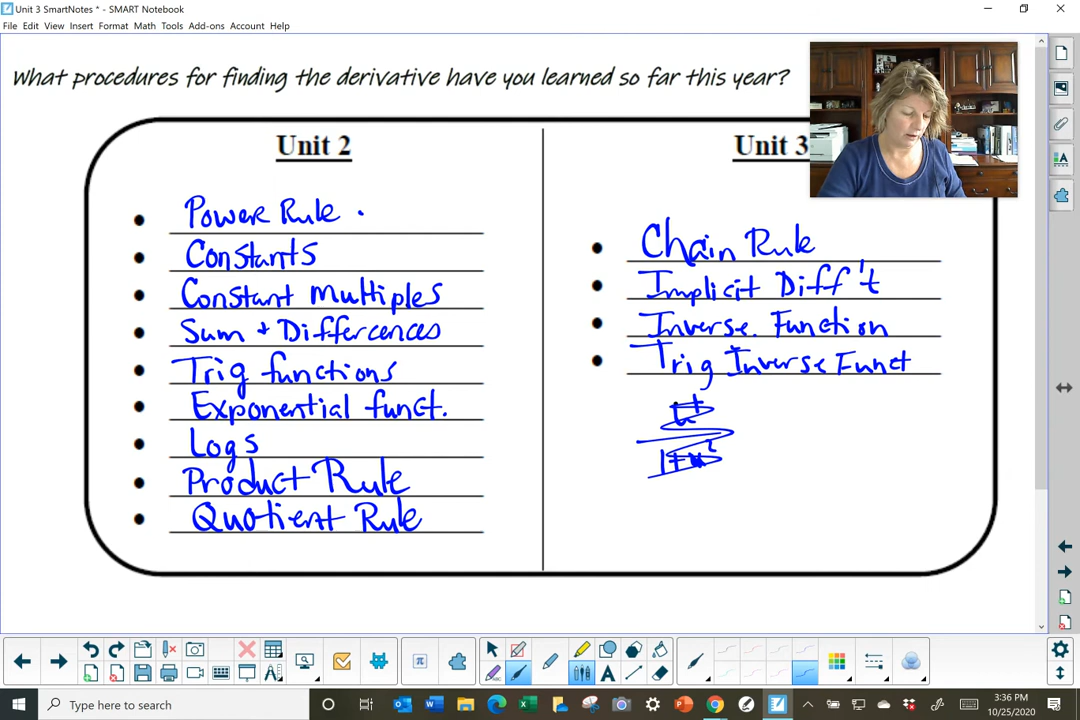 Unit 3 SmartNotes * - SMART Notebook
File Edit View Insert Format Math Tools Add-ons Account Help
What procedures for finding the derivative have you learned so far this year?
Unit 2
Power Rule
Constants
Constant Multiples
Sum + Differences
Trig functions
Exponential funct.
Logs
Product Rule
Quotient Rule
Unit 3
Chain Rule
Implicit Diff't
Inverse Function
Trig Inverse Funct
1+u²
Type here to search
3:36 PM
10/25/2020